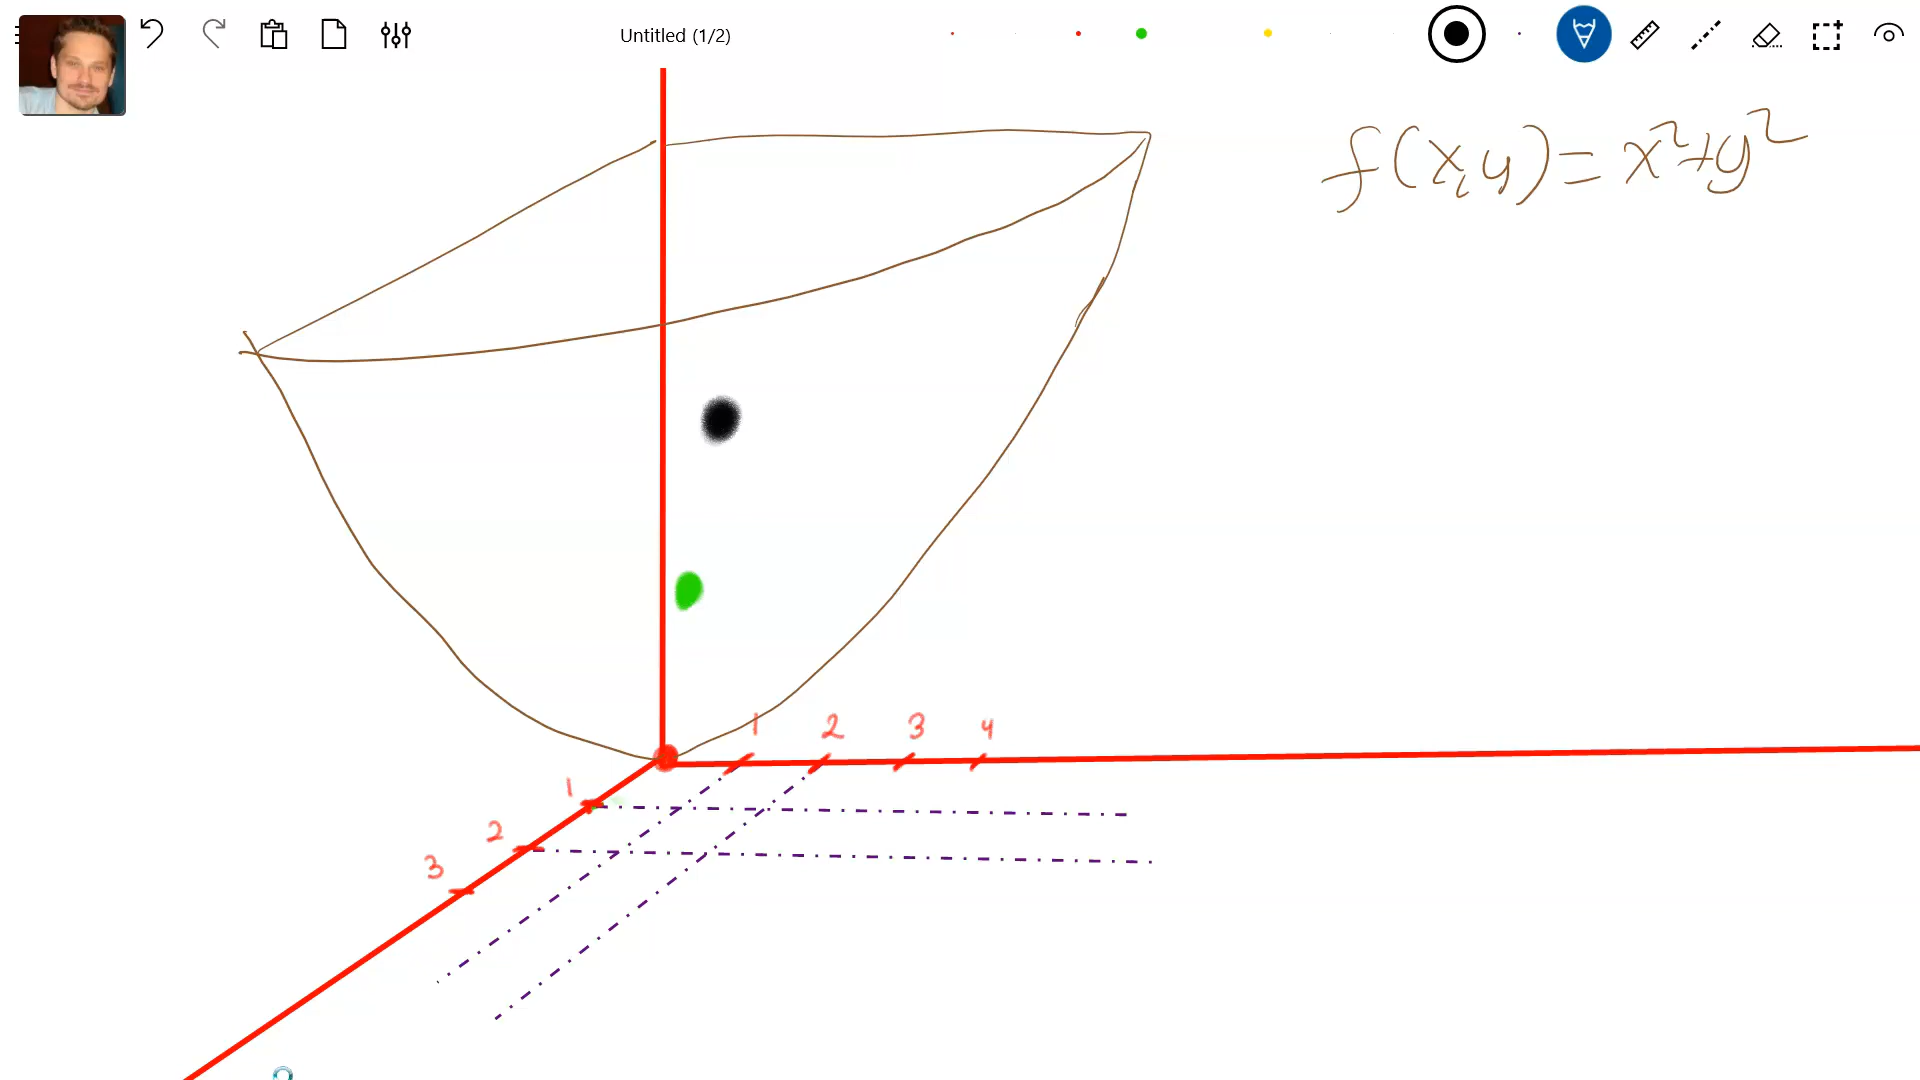 Untitled (1/2)
f(x,y) = x²+y²
1 2 3 4
1
2
3